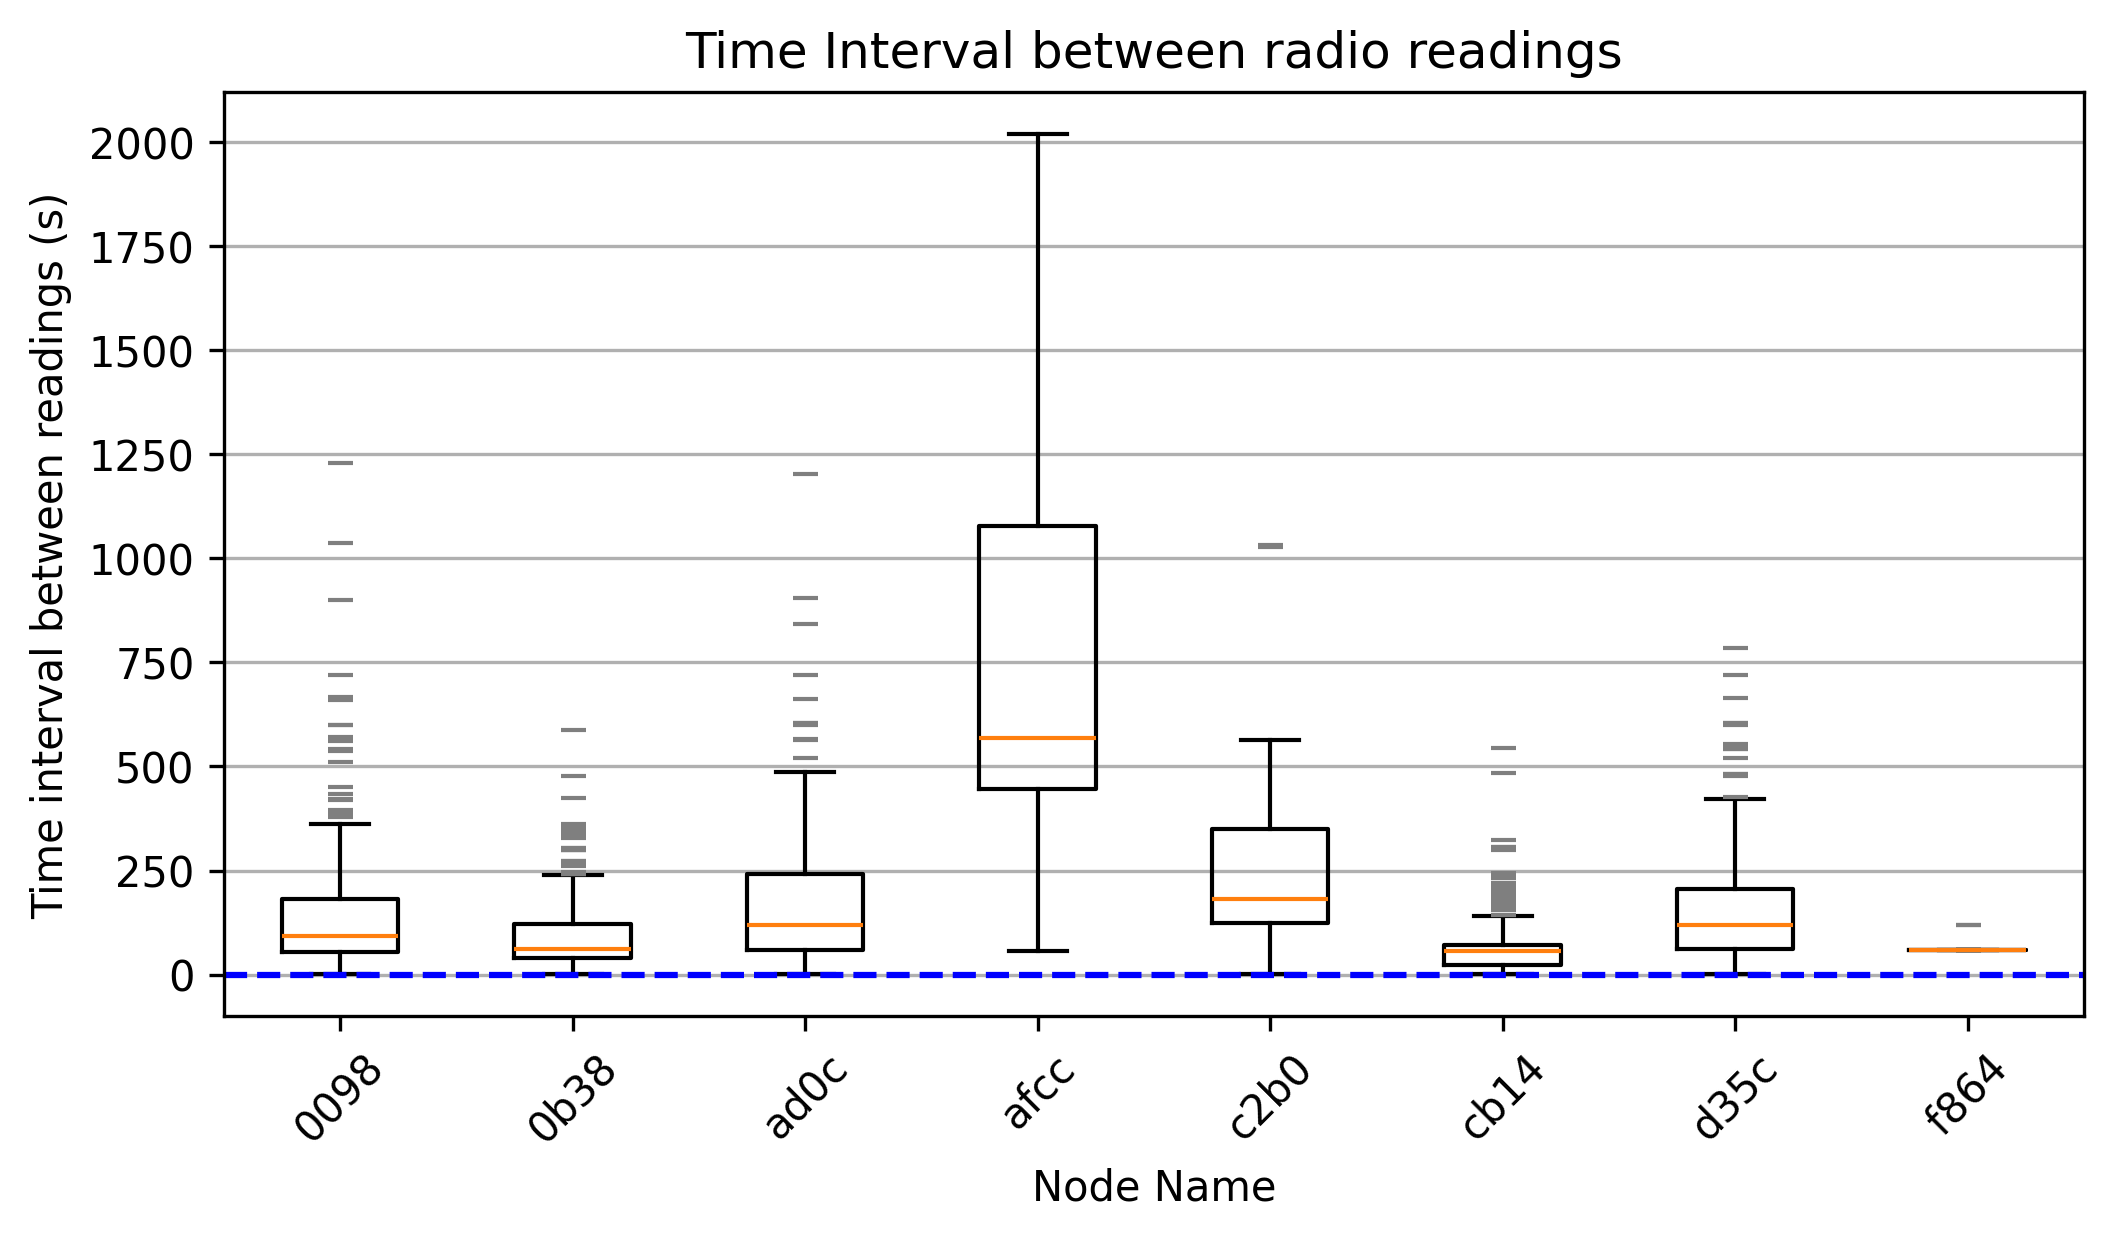 Time Interval between radio readings
Time interval between readings (s)
2000
1750
1500
1250
1000
750
500
250
0
0098
0b38
ad0c
afcc
c2b0
cb14
d35c
f864
Node Name